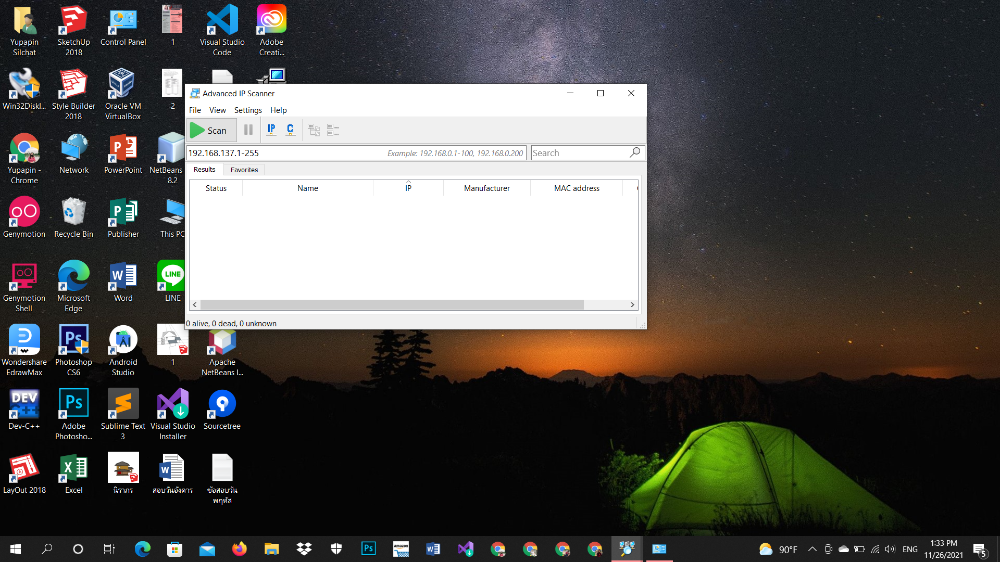 Yupapin
Silchat
SketchUp
2018
Control Panel
1
Visual Studio
Code
Adobe
Creati...
Win32DiskI...
Style Builder
2018
Oracle VM
VirtualBox
2
Advanced IP Scanner
File View Settings Help
Scan
IP
C
192.168.137.1-255
Example: 192.168.0.1-100, 192.168.0.200
Search
Results
Favorites
Status
Name
IP
Manufacturer
MAC address
0 alive, 0 dead, 0 unknown
Yupapin -
Chrome
Network
PowerPoint
NetBeans
8.2
Genymotion
Recycle Bin
Publisher
This PC
Genymotion
Shell
Microsoft
Edge
Word
LINE
LINE
Wondershare
EdrawMax
Photoshop
CS6
Android
Studio
1
Apache
NetBeans I...
DEV
C++
Dev-C++
Ps
Adobe
Photosho...
Sublime Text
3
Visual Studio
Installer
Sourcetree
LayOut 2018
Excel
นิราภร
สอบวันอังคาร
ข้อสอบวัน
พฤหัส
Ps
amazon
90°F
ENG
1:33 PM
11/26/2021
5